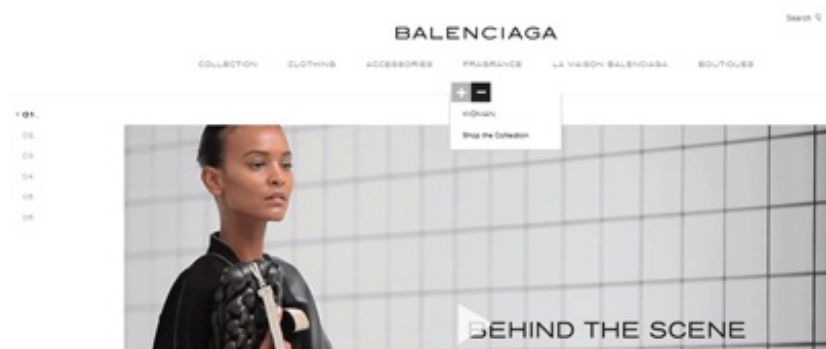 Search
BALENCIAGA
COLLECTION CLOTHING ACCESSORIES FRAGRANCE LA MAISON BALENCIAGA BOUTIQUES
+ −
01.
WOMAN
02.
Shop the Collection
03.
04.
05.
06.
BEHIND THE SCENE